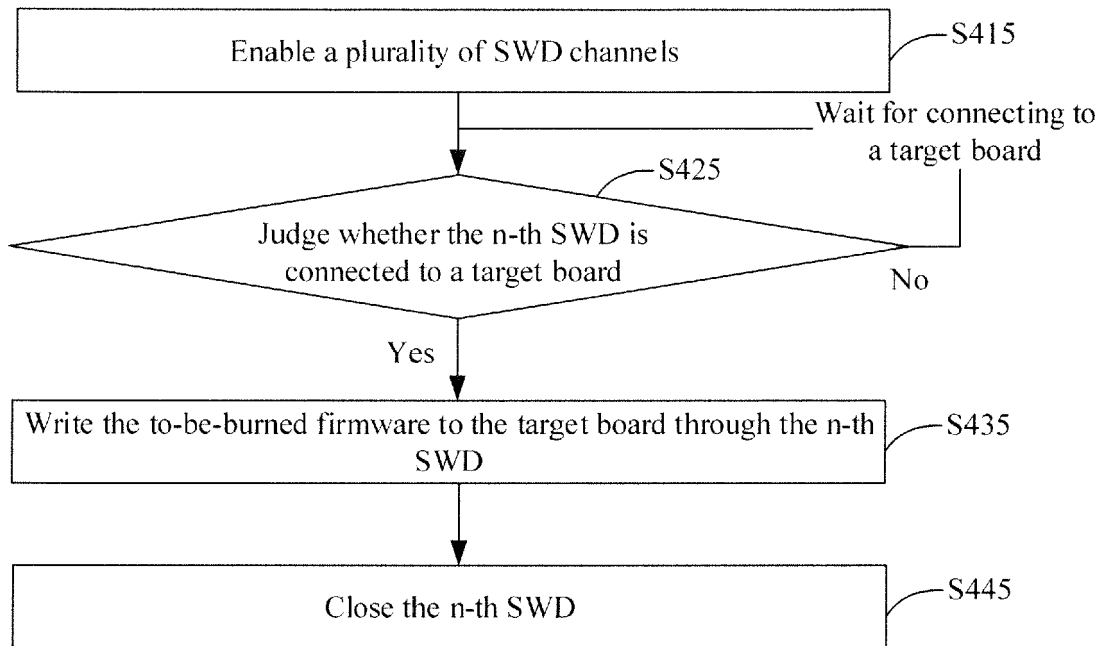 Enable a plurality of SWD channels
S415
Wait for connecting to
a target board
S425
Judge whether the n-th SWD is
connected to a target board
No
Yes
Write the to-be-burned firmware to the target board through the n-th
SWD
S435
Close the n-th SWD
S445